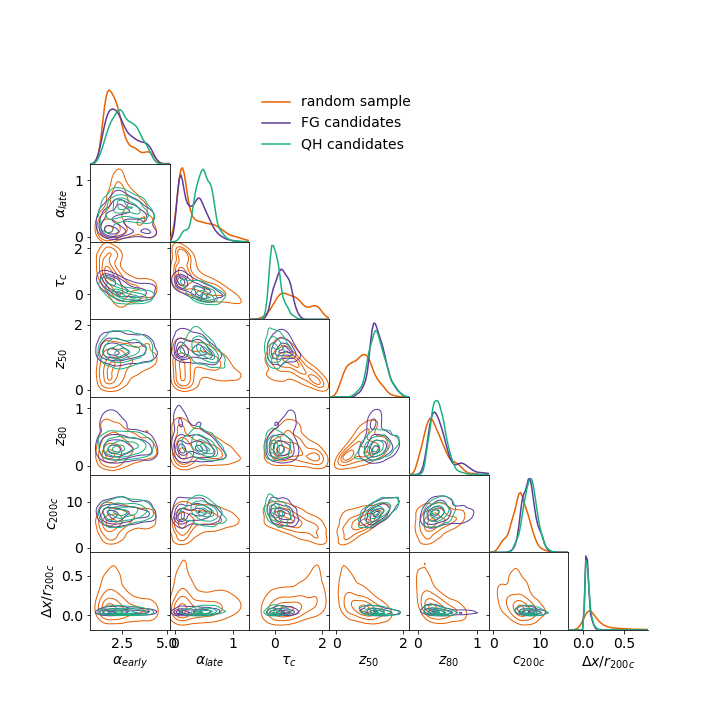 random sample
FG candidates
QH candidates
α_late
1
0
τ_c
2
0
z_50
2
0
z_80
1
0
c_200c
10
0
Δx/r_200c
0.5
0.0
2.5 5.0
0 1
0 2
0 2
0 1
0 10
0.0 0.5
α_early
α_late
τ_c
z_50
z_80
c_200c
Δx/r_200c